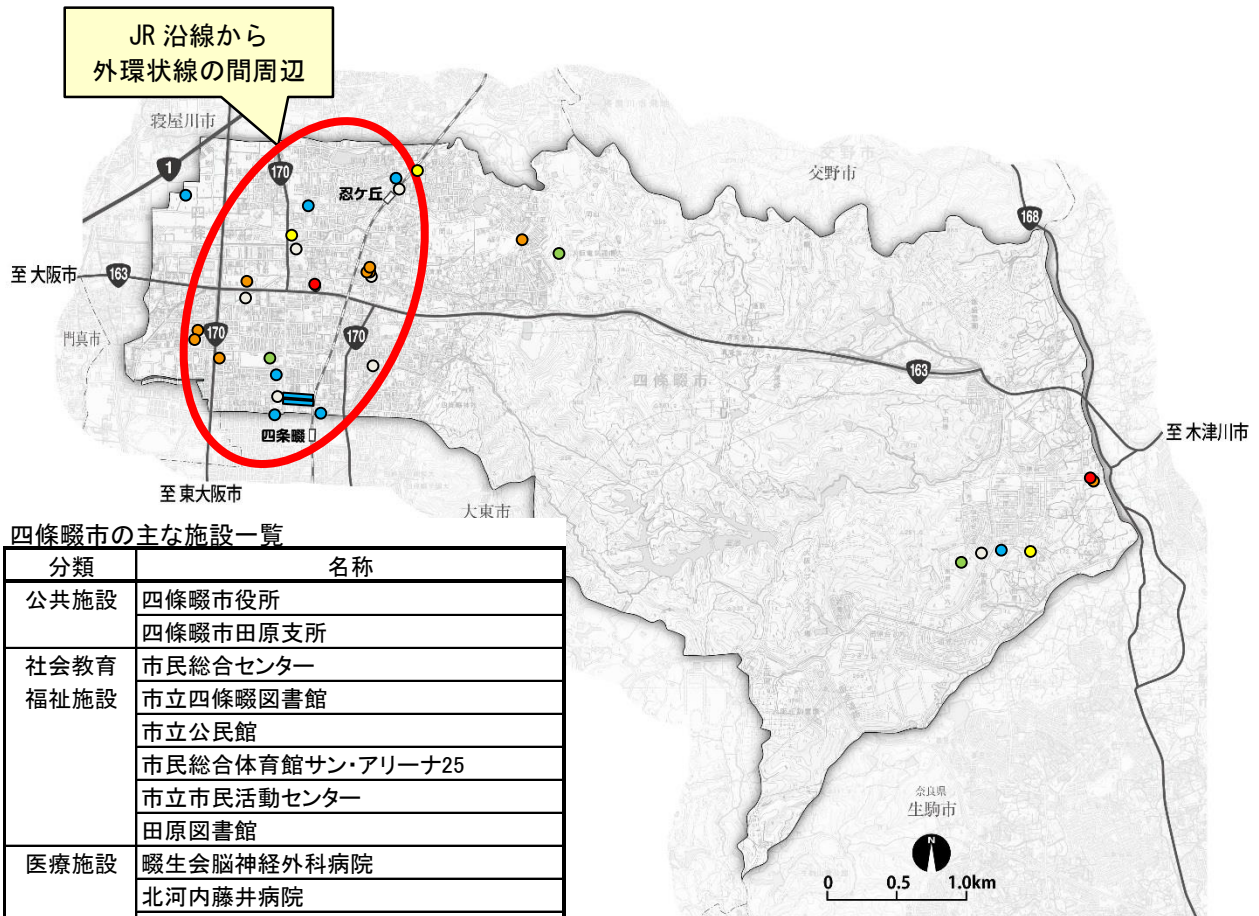 JR 沿線から
外環状線の間周辺
寝屋川市
交野市
交野市
1
170
忍ケ丘
168
至 大阪市
163
門真市
170
170
四條畷市
163
至 木津川市
四条畷
至 東大阪市
大東市
四條畷市の主な施設一覧
分類 名称
公共施設 四條畷市役所
四條畷市田原支所
社会教育 市民総合センター
福祉施設 市立四條畷図書館
市立公民館
市民総合体育館サン・アリーナ25
市立市民活動センター
田原図書館
医療施設 畷生会脳神経外科病院
北河内藤井病院
奈良県
生駒市
N
0 0.5 1.0km